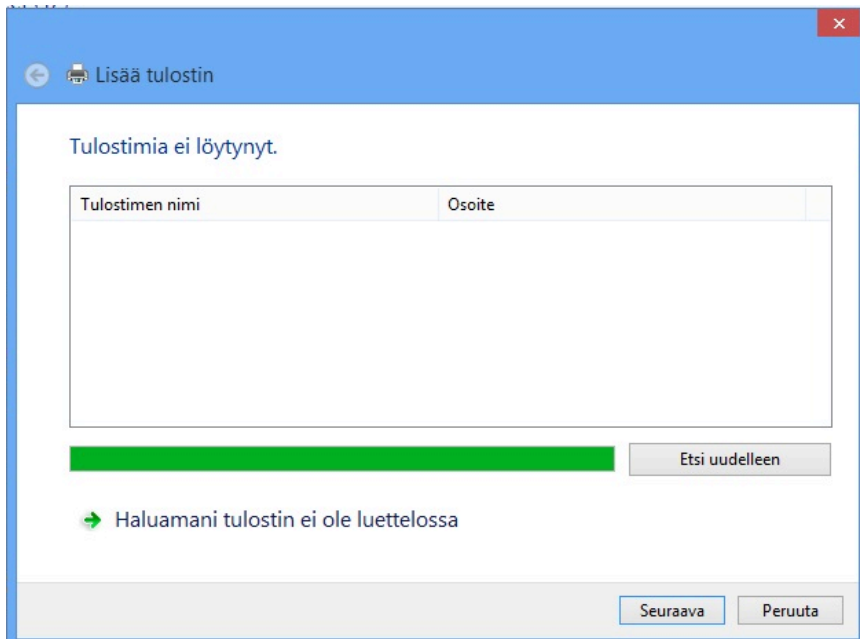 Lisää tulostin
Tulostimia ei löytynyt.
Tulostimen nimi Osoite
Etsi uudelleen
Haluamani tulostin ei ole luettelossa
Seuraava Peruuta